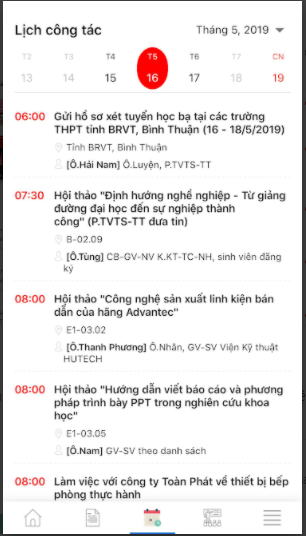 Lịch công tác
Tháng 5, 2019
T2 T3 T4 T5 T6 T7 CN
13 14 15 16 17 18 19
06:00 Gửi hồ sơ xét tuyển học bạ tại các trường
THPT tỉnh BRVT, Bình Thuận (16 - 18/5/2019)
Tỉnh BRVT, Bình Thuận
[Ô.Hải Nam] Ô.Luyện, P.TVTS-TT
07:30 Hội thảo "Định hướng nghề nghiệp - Từ giảng
đường đại học đến sự nghiệp thành
công" (P.TVTS-TT đưa tin)
B-02.09
[Ô.Tùng] CB-GV-NV K.KT-TC-NH, sinh viên đăng
ký
08:00 Hội thảo "Công nghệ sản xuất linh kiện bán
dẫn của hãng Advantec"
E1-03.02
[Ô.Thanh Phương] Ô.Nhân, GV-SV Viện Kỹ thuật
HUTECH
08:00 Hội thảo "Hướng dẫn viết báo cáo và phương
pháp trình bày PPT trong nghiên cứu khoa
học"
E1-03.05
[Ô.Nam] GV-SV theo danh sách
08:00 Làm việc với công ty Toàn Phát về thiết bị bếp
phòng thực hành